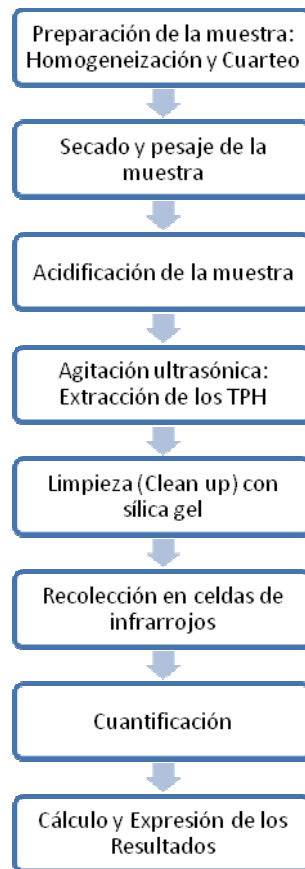 Preparación de la muestra:
Homogeneización y Cuarteo
Secado y pesaje de la
muestra
Acidificación de la muestra
Agitación ultrasónica:
Extracción de los TPH
Limpieza (Clean up) con
sílica gel
Recolección en celdas de
infrarrojos
Cuantificación
Cálculo y Expresión de los
Resultados